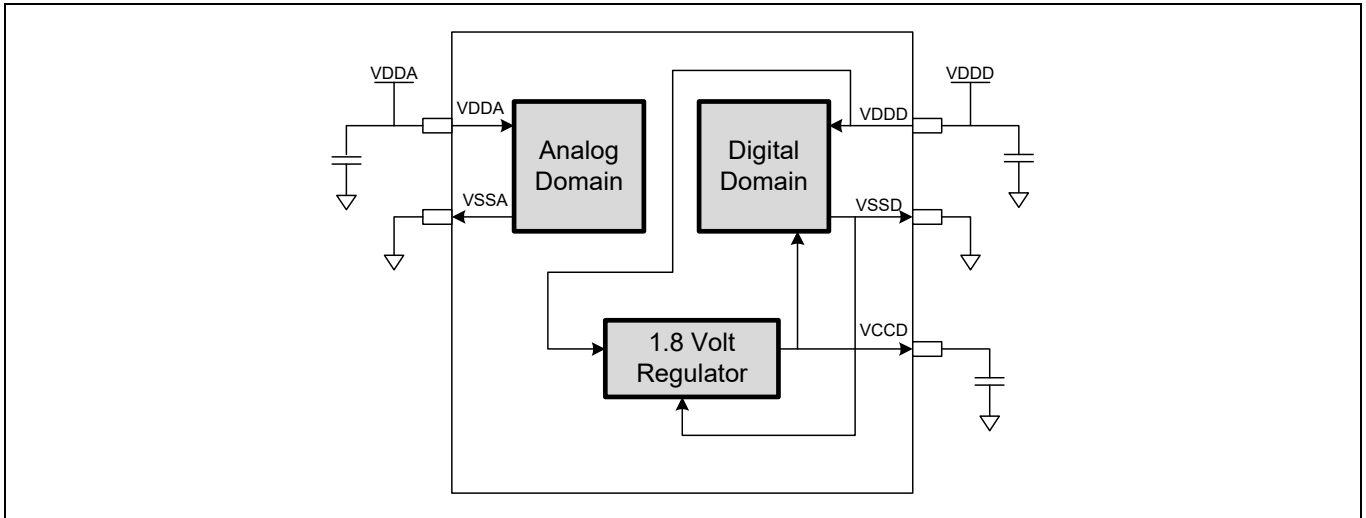 VDDA
VDDD
VDDA
VDDD
Analog
Domain
Digital
Domain
VSSA
VSSD
1.8 Volt
Regulator
VCCD